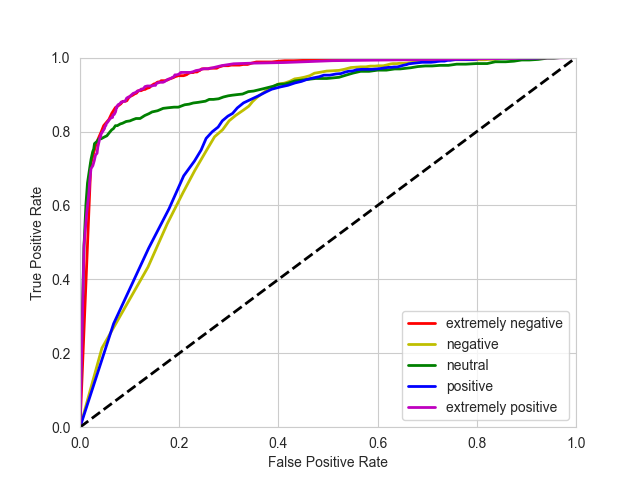 1.0
0.8
0.6
0.4
0.2
0.0
True Positive Rate
0.0 0.2 0.4 0.6 0.8 1.0
False Positive Rate
extremely negative
negative
neutral
positive
extremely positive